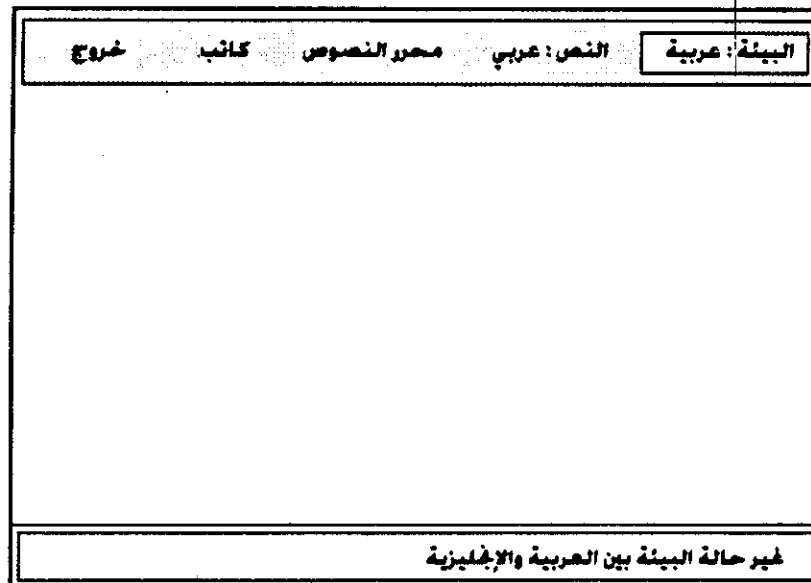 البيئة : عربية النص : عربي محرر النصوص كاتب خروج
غير حالة البيئة بين العربية والإنجليزية